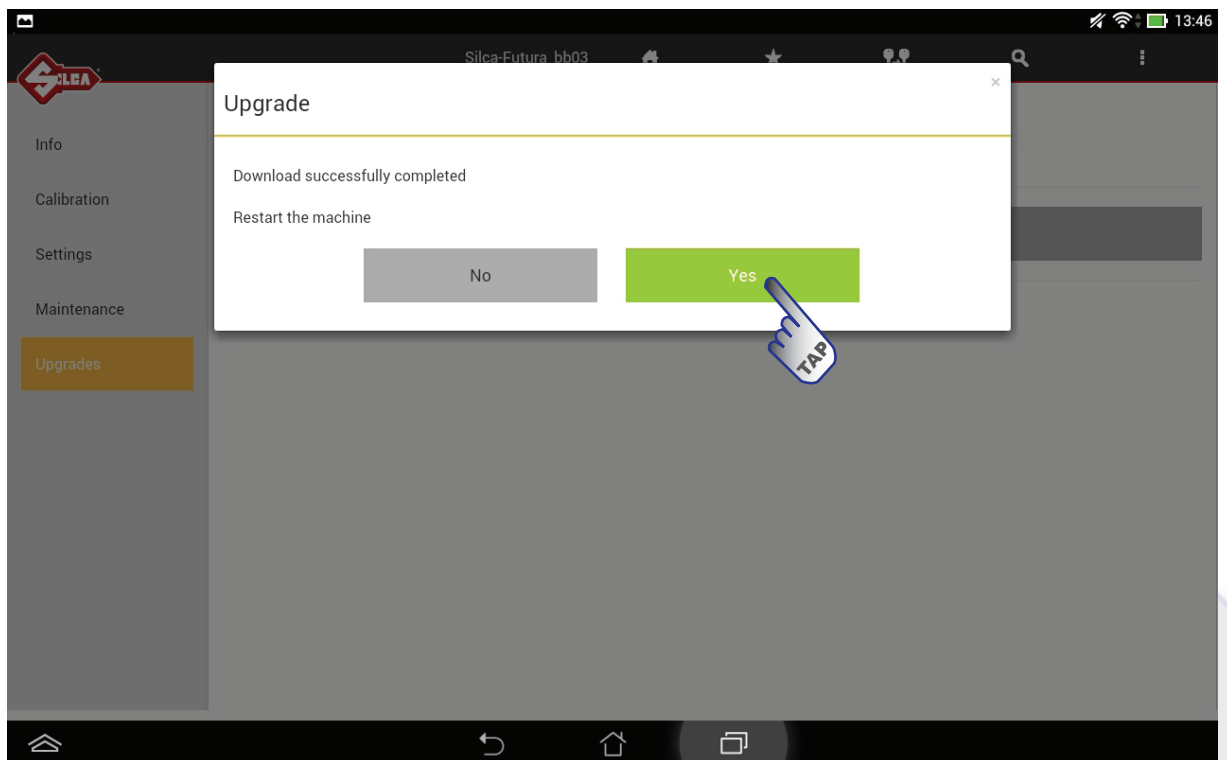 13:46
SILCA
Silca-Futura_bb03
Upgrade
×
Info
Calibration
Settings
Maintenance
Upgrades
Download successfully completed
Restart the machine
No
Yes
TAP